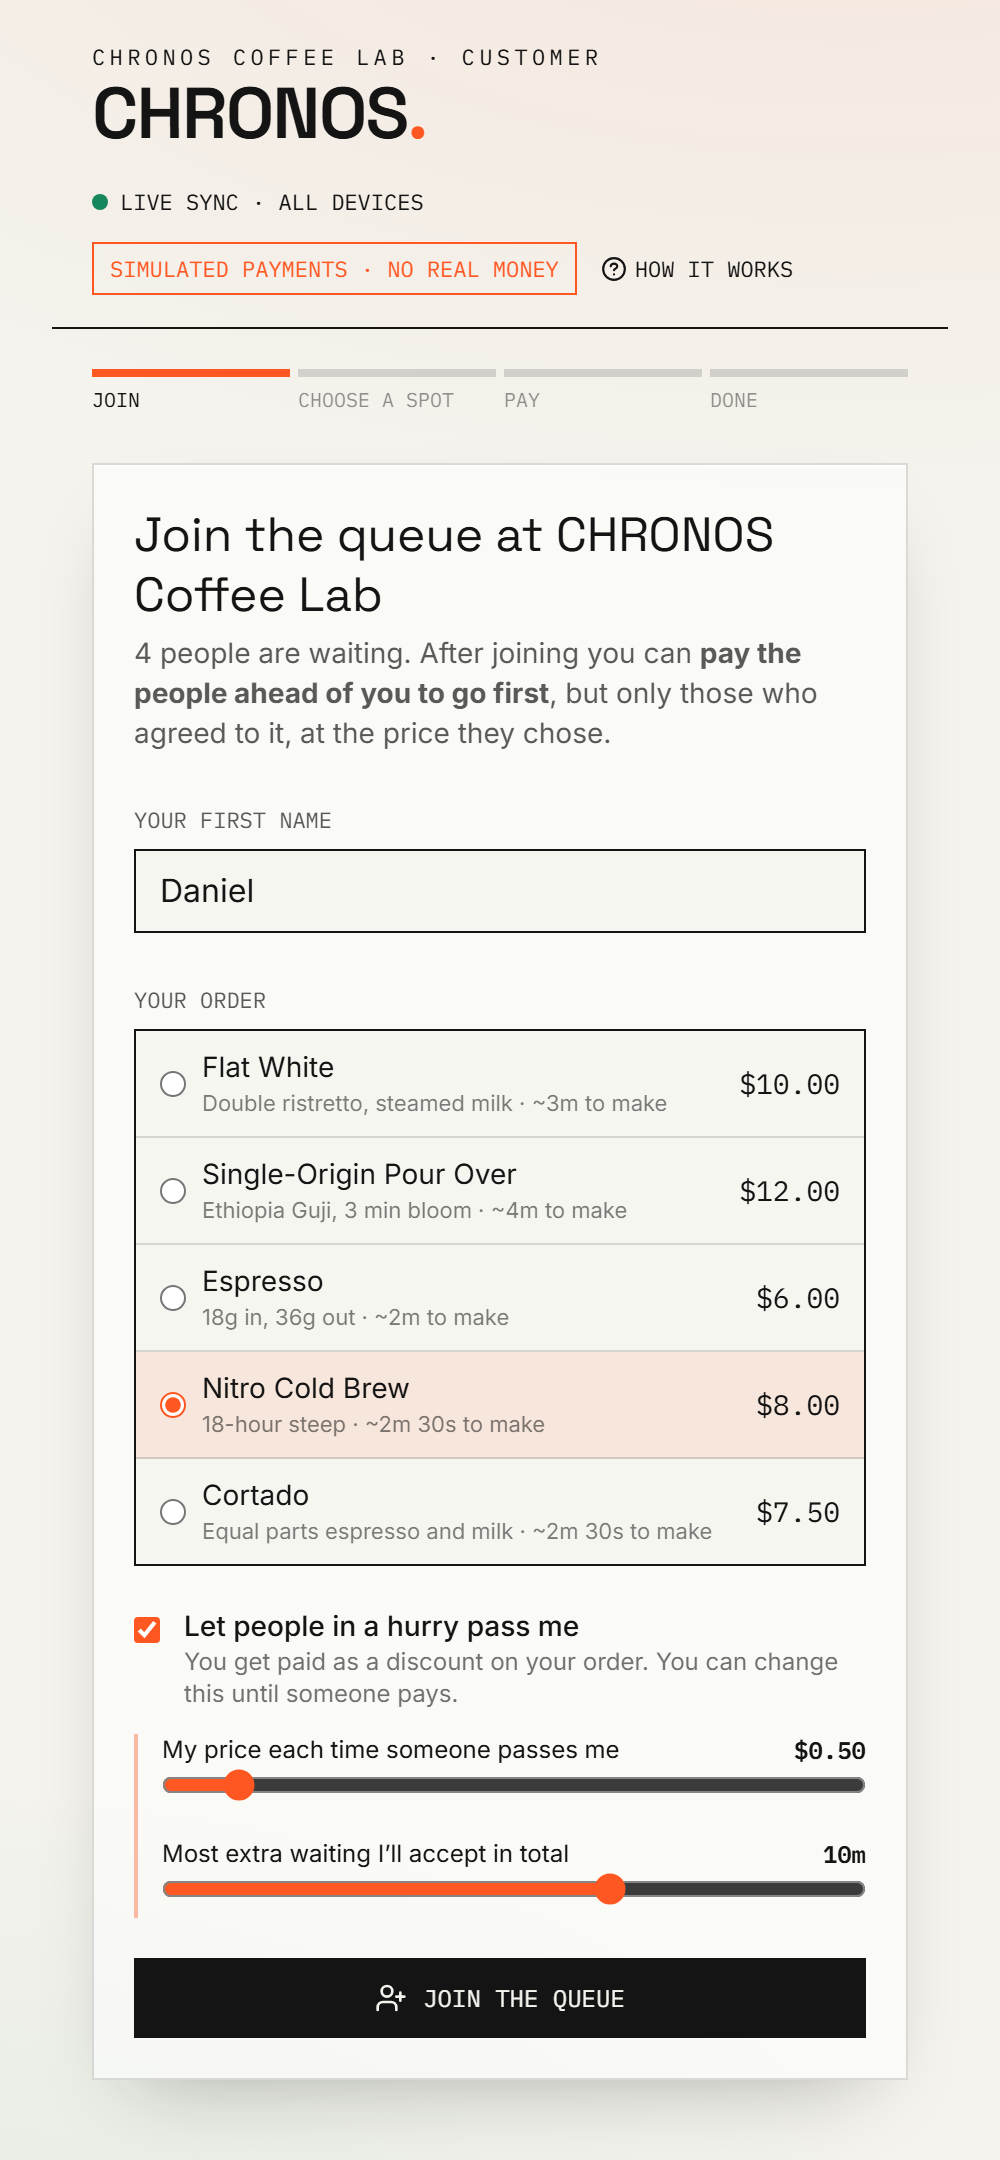 CHRONOS COFFEE LAB · CUSTOMER
CHRONOS.
LIVE SYNC · ALL DEVICES
SIMULATED PAYMENTS · NO REAL MONEY
HOW IT WORKS
JOIN
CHOOSE A SPOT
PAY
DONE
Join the queue at CHRONOS
Coffee Lab
4 people are waiting. After joining you can pay the
people ahead of you to go first, but only those who
agreed to it, at the price they chose.
YOUR FIRST NAME
Daniel
YOUR ORDER
Flat White
Double ristretto, steamed milk · ~3m to make
$10.00
Single-Origin Pour Over
Ethiopia Guji, 3 min bloom · ~4m to make
$12.00
Espresso
18g in, 36g out · ~2m to make
$6.00
Nitro Cold Brew
18-hour steep · ~2m 30s to make
$8.00
Cortado
Equal parts espresso and milk · ~2m 30s to make
$7.50
Let people in a hurry pass me
You get paid as a discount on your order. You can change
this until someone pays.
My price each time someone passes me
$0.50
Most extra waiting I’ll accept in total
10m
JOIN THE QUEUE